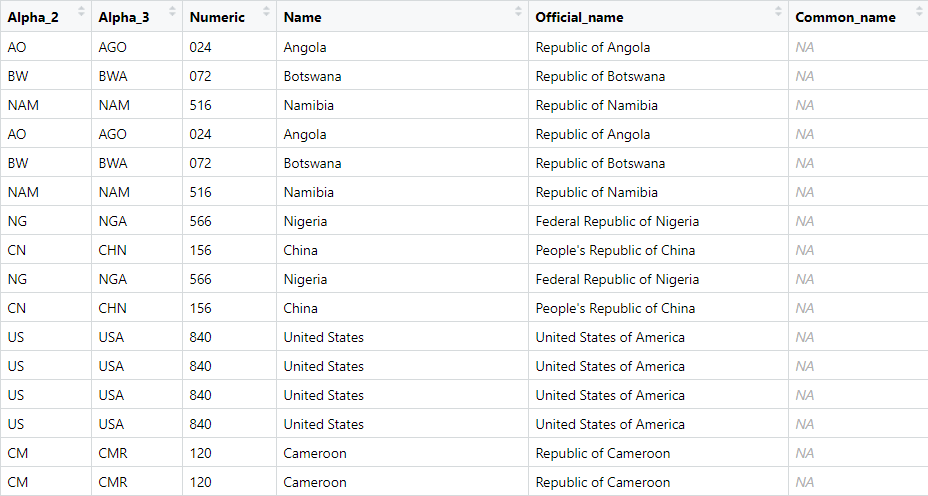 Alpha_2 Alpha_3 Numeric Name Official_name Common_name
AO AGO 024 Angola Republic of Angola NA
BW BWA 072 Botswana Republic of Botswana NA
NAM NAM 516 Namibia Republic of Namibia NA
AO AGO 024 Angola Republic of Angola NA
BW BWA 072 Botswana Republic of Botswana NA
NAM NAM 516 Namibia Republic of Namibia NA
NG NGA 566 Nigeria Federal Republic of Nigeria NA
CN CHN 156 China People's Republic of China NA
NG NGA 566 Nigeria Federal Republic of Nigeria NA
CN CHN 156 China People's Republic of China NA
US USA 840 United States United States of America NA
US USA 840 United States United States of America NA
US USA 840 United States United States of America NA
US USA 840 United States United States of America NA
CM CMR 120 Cameroon Republic of Cameroon NA
CM CMR 120 Cameroon Republic of Cameroon NA